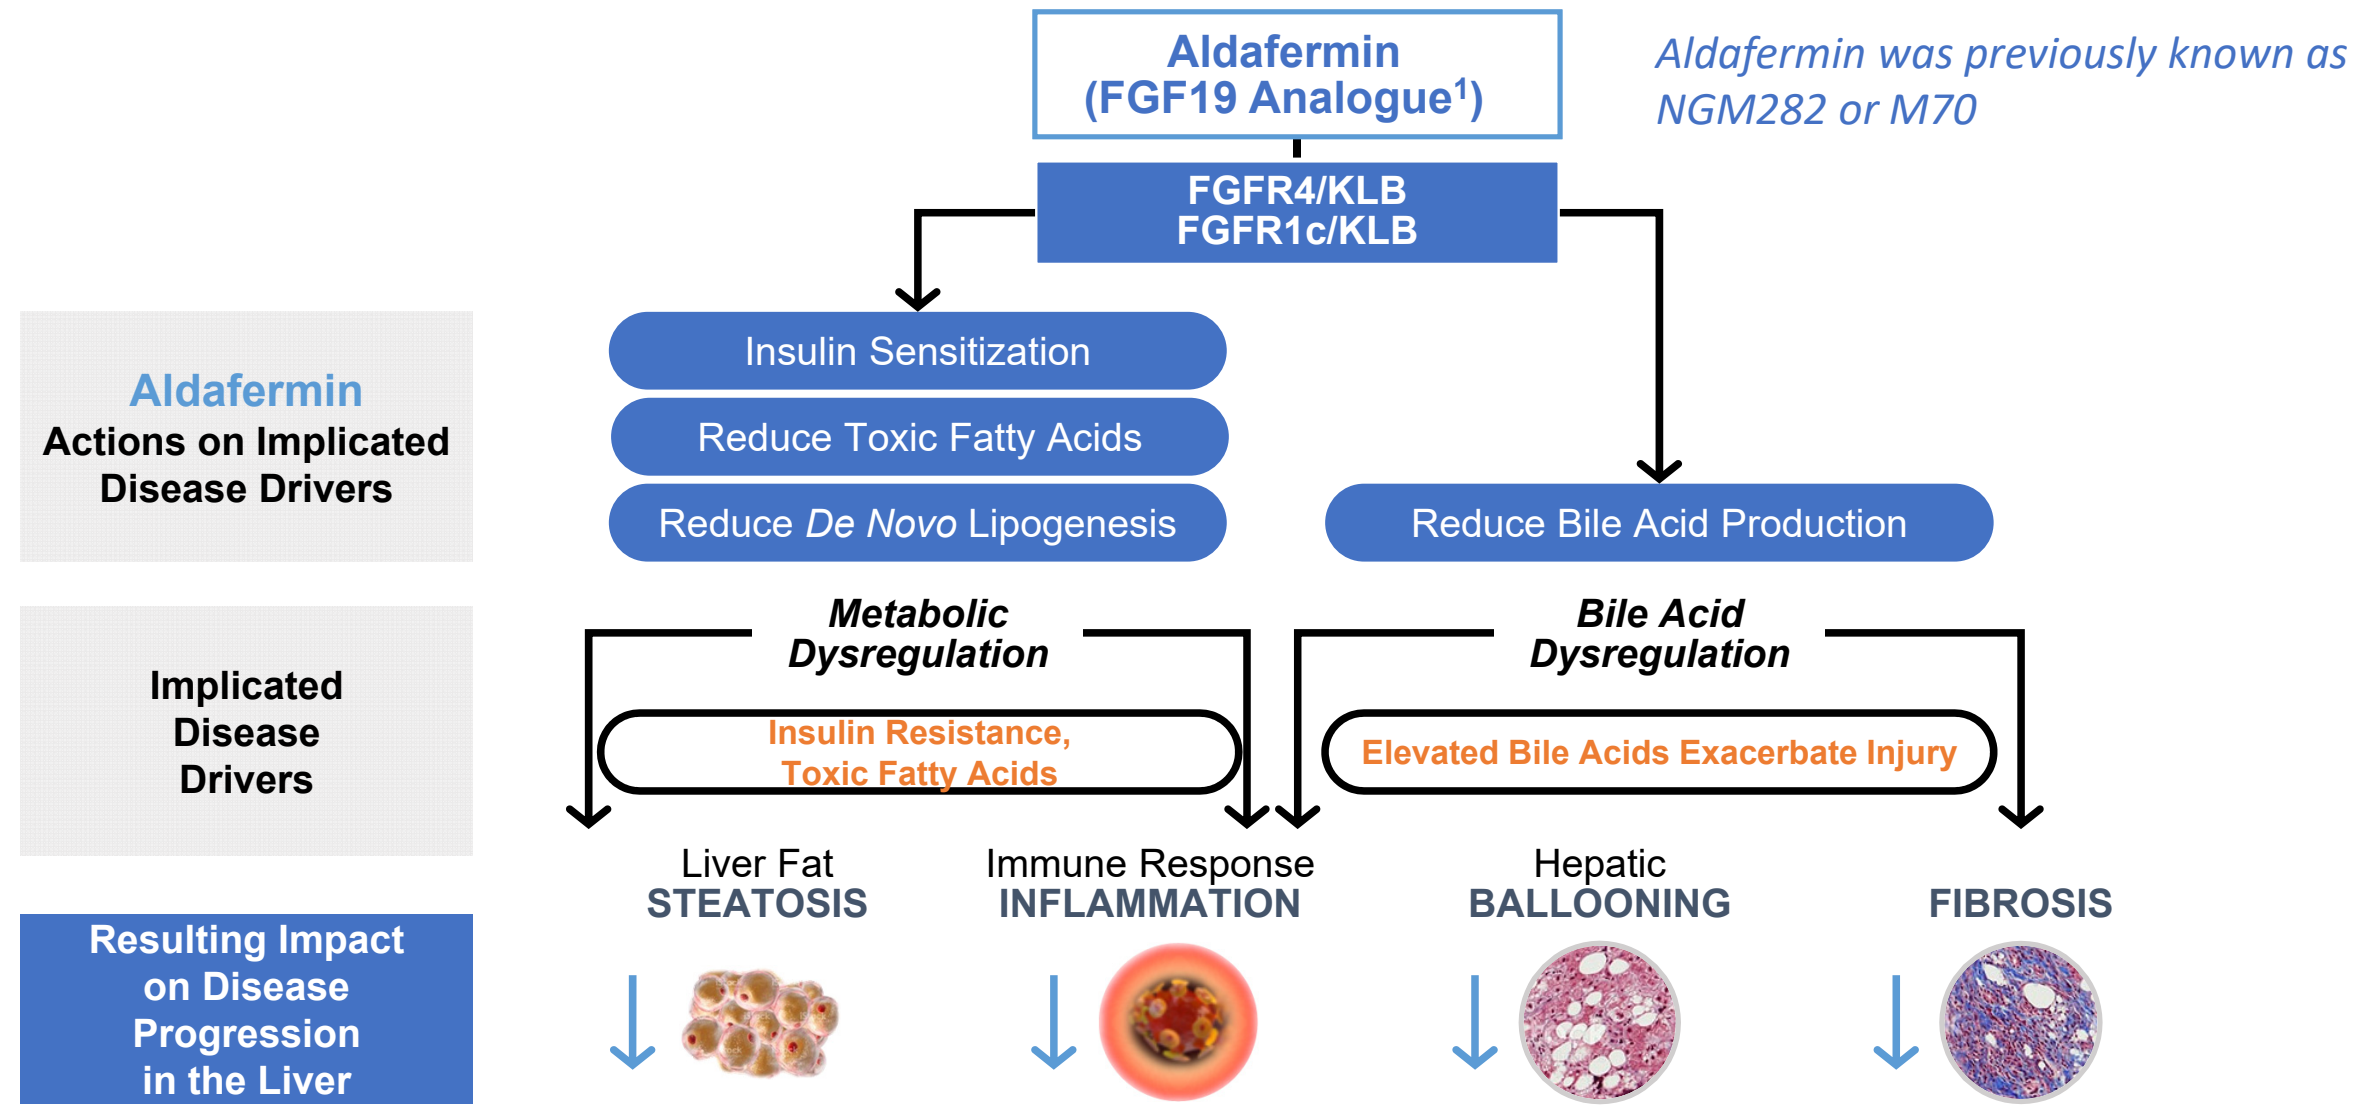 Aldafermin
(FGF19 Analogue¹)
Aldafermin was previously known as
NGM282 or M70
FGFR4/KLB
FGFR1c/KLB
Aldafermin
Actions on Implicated
Disease Drivers
Insulin Sensitization
Reduce Toxic Fatty Acids
Reduce De Novo Lipogenesis
Reduce Bile Acid Production
Implicated
Disease
Drivers
Metabolic
Dysregulation
Bile Acid
Dysregulation
Insulin Resistance,
Toxic Fatty Acids
Elevated Bile Acids Exacerbate Injury
Liver Fat
STEATOSIS
Immune Response
INFLAMMATION
Hepatic
BALLOONING
FIBROSIS
Resulting Impact
on Disease
Progression
in the Liver